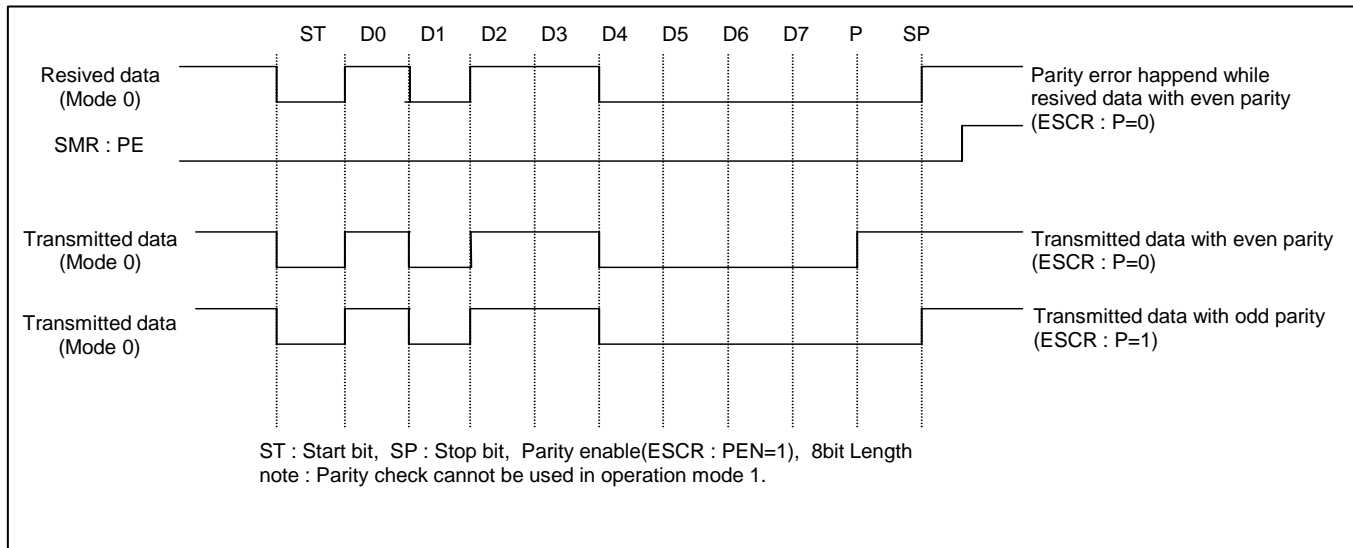 ST D0 D1 D2 D3 D4 D5 D6 D7 P SP
Resived data
(Mode 0)
Parity error happend while
resived data with even parity
(ESCR : P=0)
SMR : PE
Transmitted data
(Mode 0)
Transmitted data with even parity
(ESCR : P=0)
Transmitted data
(Mode 0)
Transmitted data with odd parity
(ESCR : P=1)
ST : Start bit, SP : Stop bit, Parity enable(ESCR : PEN=1), 8bit Length
note : Parity check cannot be used in operation mode 1.